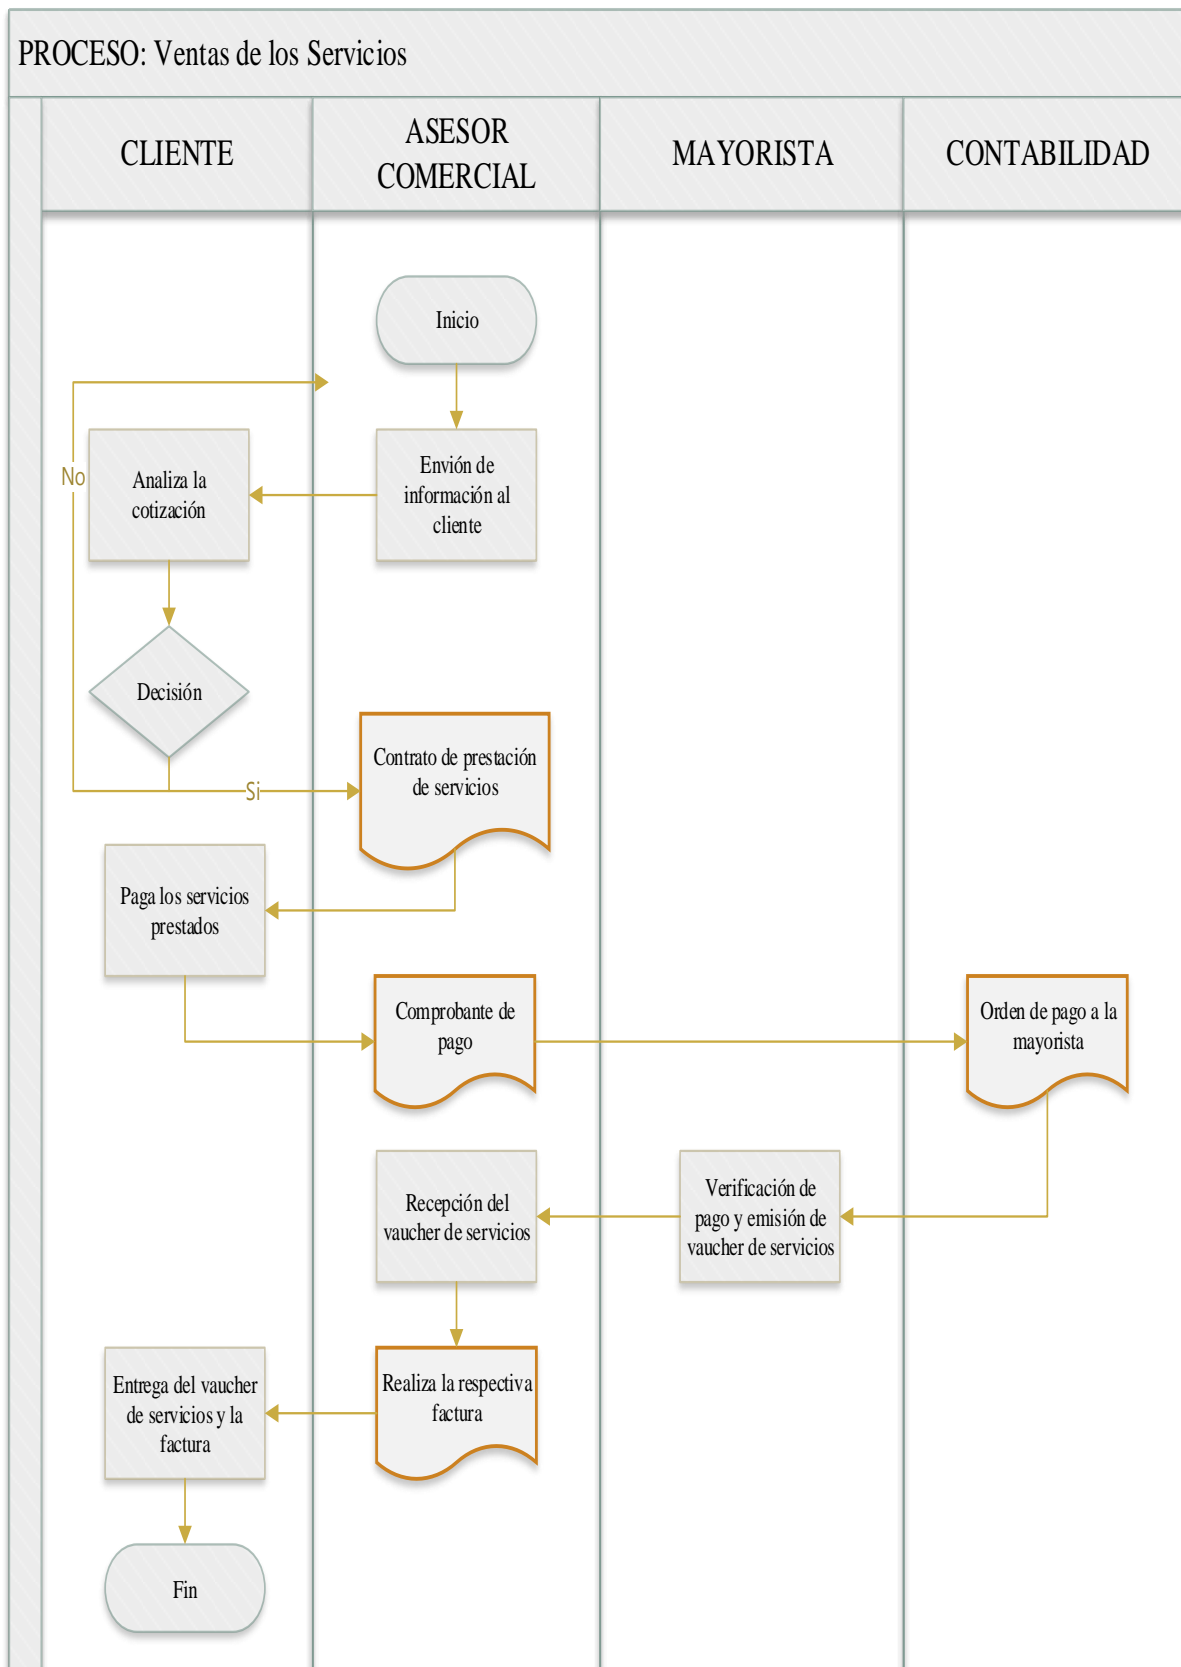 PROCESO: Ventas de los Servicios
CLIENTE
ASESOR
COMERCIAL
MAYORISTA
CONTABILIDAD
Inicio
No
Analiza la
cotización
Envión de
información al
cliente
Decisión
Si
Contrato de prestación
de servicios
Paga los servicios
prestados
Comprobante de
pago
Orden de pago a la
mayorista
Recepción del
vaucher de servicios
Verificación de
pago y emisión de
vaucher de servicios
Entrega del vaucher
de servicios y la
factura
Realiza la respectiva
factura
Fin